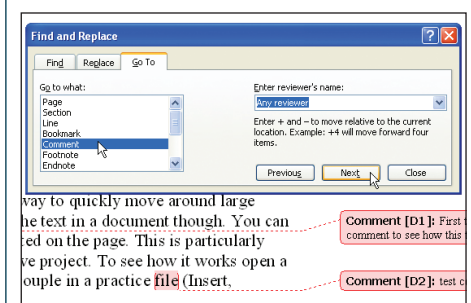 Find and Replace
Find Replace Go To
Go to what:
Page
Section
Line
Bookmark
Comment
Footnote
Endnote
Enter reviewer's name:
Any reviewer
Enter + and – to move relative to the current
location. Example: +4 will move forward four
items.
Previous Next Close
way to quickly move around large
he text in a document though. You can
ted on the page. This is particularly
ve project. To see how it works open a
ouple in a practice file (Insert,
Comment [D1]: First t
comment to see how this f
Comment [D2]: test c